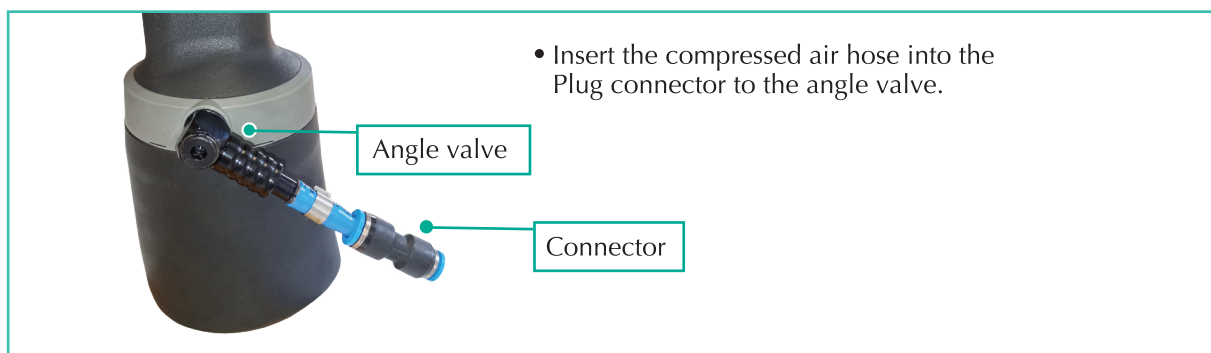 • Insert the compressed air hose into the
Plug connector to the angle valve.
Angle valve
Connector